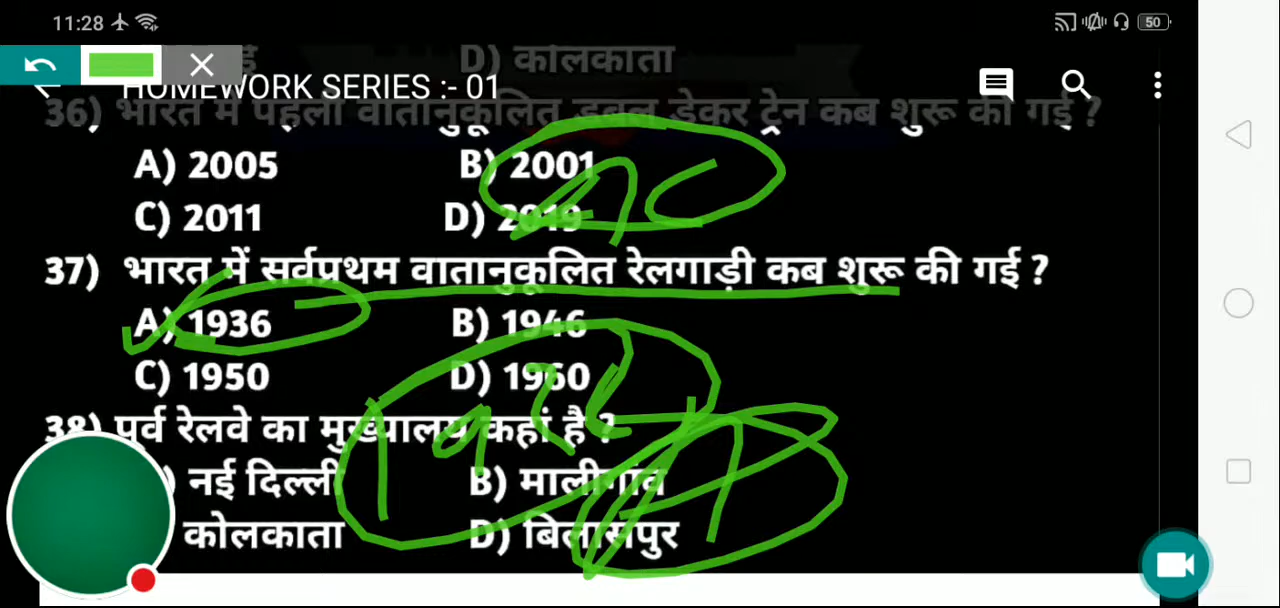 11:28 50
D) कोलकाता
HOMEWORK SERIES :- 01
36) भारत में पहली वातानुकूलित डबल डेकर ट्रेन कब शुरू की गई ?
A) 2005 B) 2001
C) 2011 D) 2019
37) भारत में सर्वप्रथम वातानुकूलित रेलगाड़ी कब शुरू की गई ?
A) 1936 B) 1946
C) 1950 D) 1960
38) पूर्व रेलवे का मुख्यालय कहां है ?
) नई दिल्ली B) मालीगांव
कोलकाता D) बिलासपुर